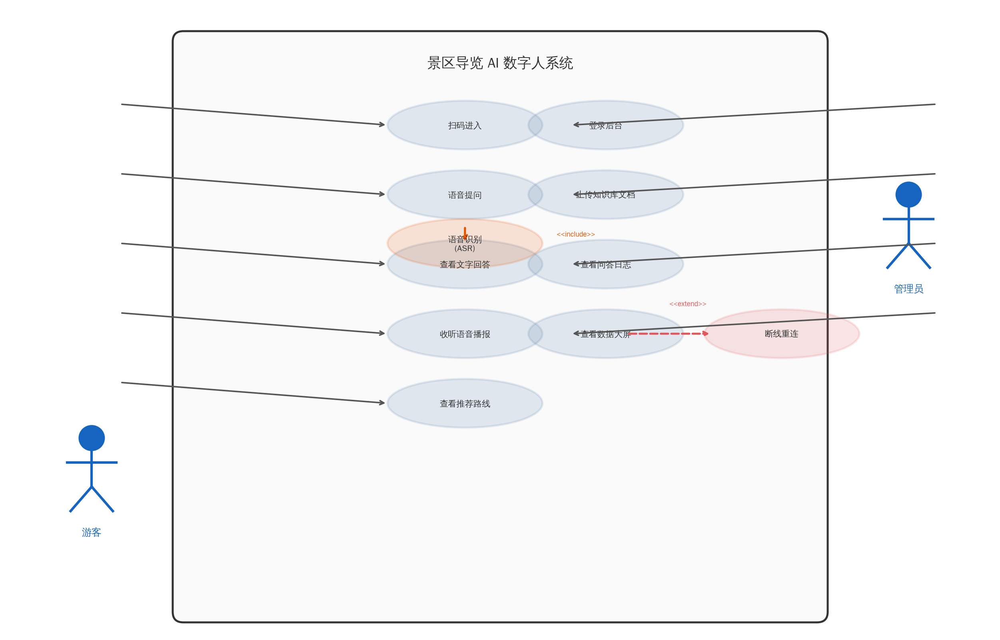 景区导览 AI 数字人系统
扫码进入
登录后台
语音提问
上传知识库文档
<<include>>
语音识别
(ASR)
查看文字回答
查看问答日志
管理员
<<extend>>
收听语音播报
查看数据大屏
断线重连
查看推荐路线
游客